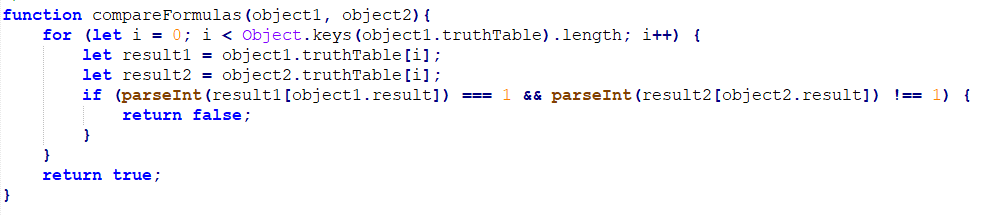 function compareFormulas(object1, object2){
    for (let i = 0; i < Object.keys(object1.truthTable).length; i++) {
        let result1 = object1.truthTable[i];
        let result2 = object2.truthTable[i];
        if (parseInt(result1[object1.result]) === 1 && parseInt(result2[object2.result]) !== 1) {
            return false;
        }
    }
    return true;
}